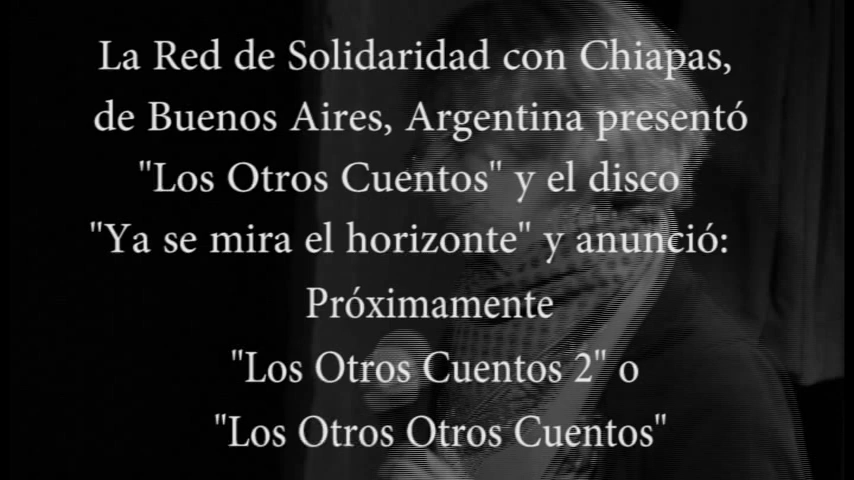 La Red de Solidaridad con Chiapas,
de Buenos Aires, Argentina presentó
"Los Otros Cuentos" y el disco
"Ya se mira el horizonte" y anunció:
Próximamente
"Los Otros Cuentos 2" o
"Los Otros Otros Cuentos"